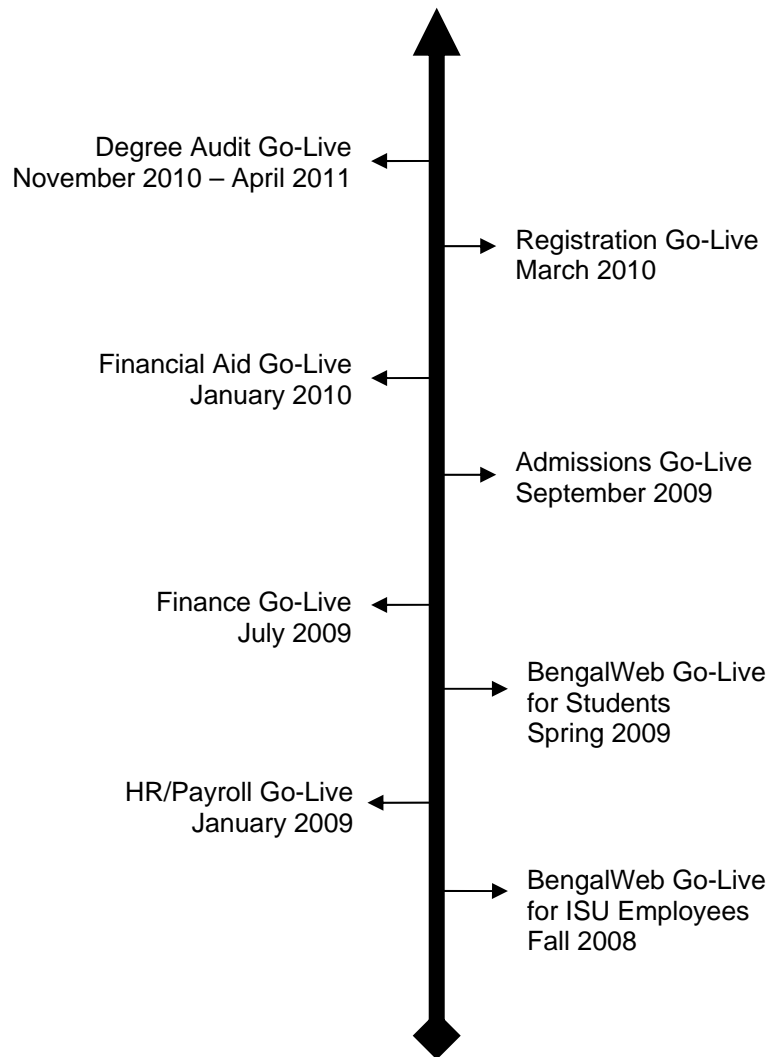 Degree Audit Go-Live
November 2010 – April 2011
Registration Go-Live
March 2010
Financial Aid Go-Live
January 2010
Admissions Go-Live
September 2009
Finance Go-Live
July 2009
BengalWeb Go-Live
for Students
Spring 2009
HR/Payroll Go-Live
January 2009
BengalWeb Go-Live
for ISU Employees
Fall 2008